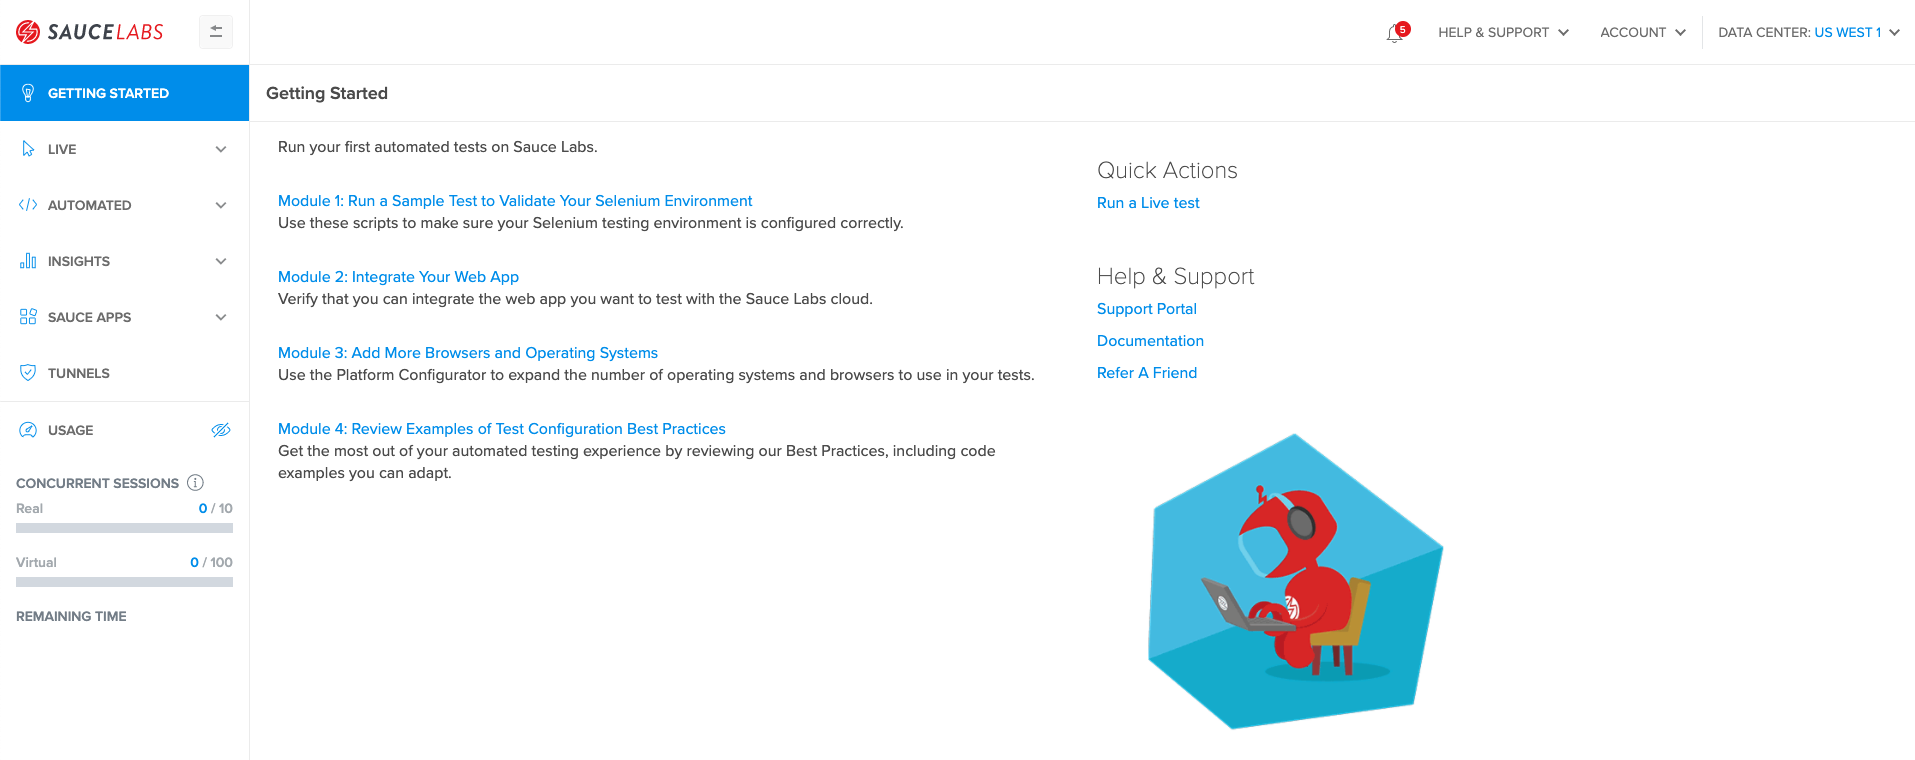 SAUCELABS
5
HELP & SUPPORT
ACCOUNT
DATA CENTER: US WEST 1
GETTING STARTED
LIVE
AUTOMATED
INSIGHTS
SAUCE APPS
TUNNELS
USAGE
CONCURRENT SESSIONS
Real 0 / 10
Virtual 0 / 100
REMAINING TIME
Getting Started
Run your first automated tests on Sauce Labs.
Module 1: Run a Sample Test to Validate Your Selenium Environment
Use these scripts to make sure your Selenium testing environment is configured correctly.
Module 2: Integrate Your Web App
Verify that you can integrate the web app you want to test with the Sauce Labs cloud.
Module 3: Add More Browsers and Operating Systems
Use the Platform Configurator to expand the number of operating systems and browsers to use in your tests.
Module 4: Review Examples of Test Configuration Best Practices
Get the most out of your automated testing experience by reviewing our Best Practices, including code
examples you can adapt.
Quick Actions
Run a Live test
Help & Support
Support Portal
Documentation
Refer A Friend